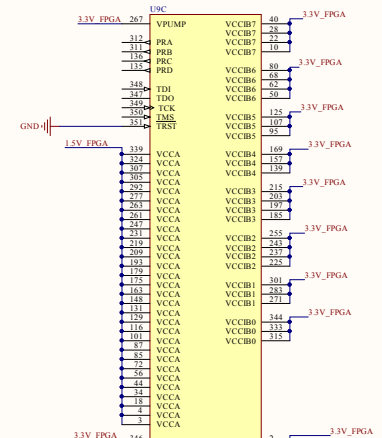 U9C
3.3V_FPGA 267 VPUMP VCCIB7 40 3.3V_FPGA
VCCIB7 28
312 PRA VCCIB7 22
311 PRB VCCIB7 10
136 PRC
135 PRD VCCIB6 80 3.3V_FPGA
VCCIB6 68
348 TDI VCCIB6 62
347 TDO VCCIB6 50
349 TCK
350 TMS VCCIB5 125 3.3V_FPGA
GND 351 TRST VCCIB5 107
VCCIB5 95
1.5V_FPGA
339 VCCA VCCIB4 169 3.3V_FPGA
324 VCCA VCCIB4 157
307 VCCA VCCIB4 139
305 VCCA
292 VCCA VCCIB3 215 3.3V_FPGA
277 VCCA VCCIB3 203
263 VCCA VCCIB3 197
261 VCCA VCCIB3 185
247 VCCA
231 VCCA VCCIB2 255 3.3V_FPGA
219 VCCA VCCIB2 243
209 VCCA VCCIB2 237
193 VCCA VCCIB2 225
179 VCCA
175 VCCA VCCIB1 301 3.3V_FPGA
163 VCCA VCCIB1 283
148 VCCA VCCIB1 271
131 VCCA
129 VCCA VCCIB0 344 3.3V_FPGA
116 VCCA VCCIB0 333
101 VCCA VCCIB0 315
87 VCCA
85 VCCA
72 VCCA
56 VCCA
44 VCCA
34 VCCA
18 VCCA
4 VCCA
3 VCCA
3.3V_FPGA 346 2 3.3V_FPGA